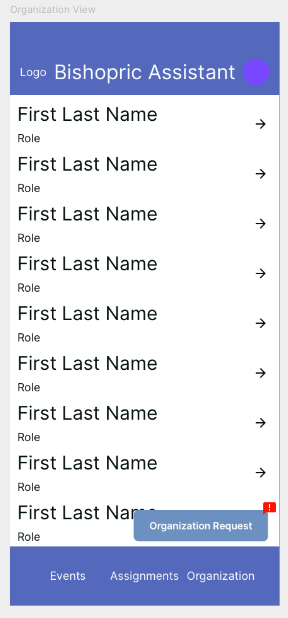 Organization View
Logo Bishopric Assistant
First Last Name
Role
First Last Name
Role
First Last Name
Role
First Last Name
Role
First Last Name
Role
First Last Name
Role
First Last Name
Role
First Last Name
Role
First Last Name
Role
!
Organization Request
Events Assignments Organization